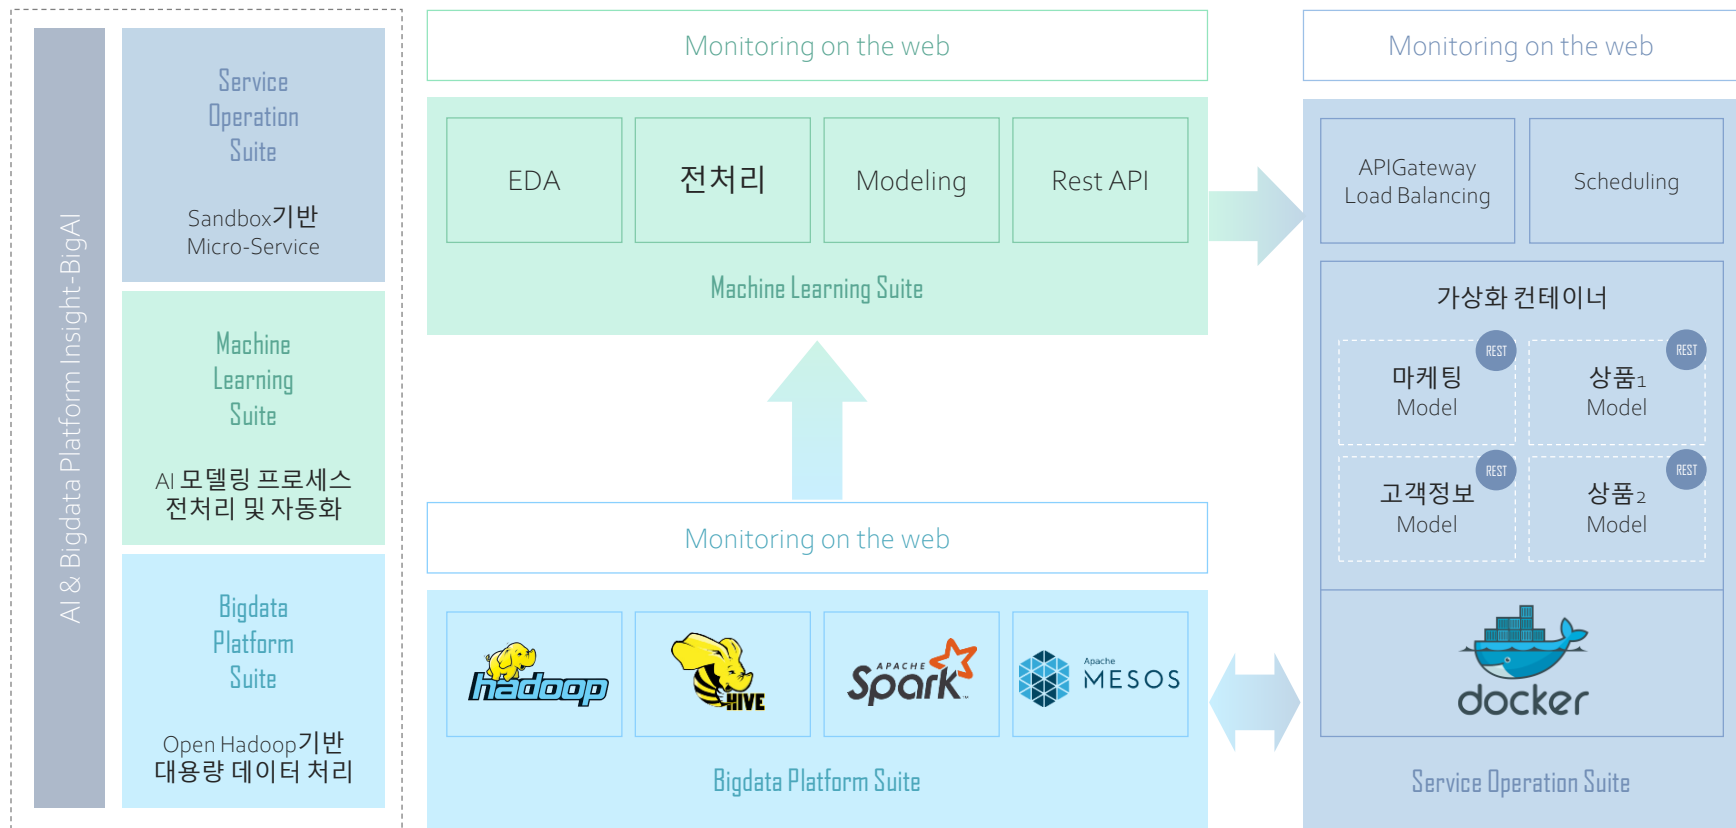 AI & Bigdata Platform Insight-BigAI
Service
Operation
Suite
Sandbox기반
Micro-Service
Machine
Learning
Suite
AI 모델링 프로세스
전처리 및 자동화
Bigdata
Platform
Suite
Open Hadoop기반
대용량 데이터 처리
Monitoring on the web
EDA
전처리
Modeling
Rest API
Machine Learning Suite
Monitoring on the web
hadoop
HIVE
APACHE
Spark
Apache
MESOS
Bigdata Platform Suite
Monitoring on the web
APIGateway
Load Balancing
Scheduling
가상화 컨테이너
REST
마케팅
Model
REST
상품1
Model
REST
고객정보
Model
REST
상품2
Model
docker
Service Operation Suite